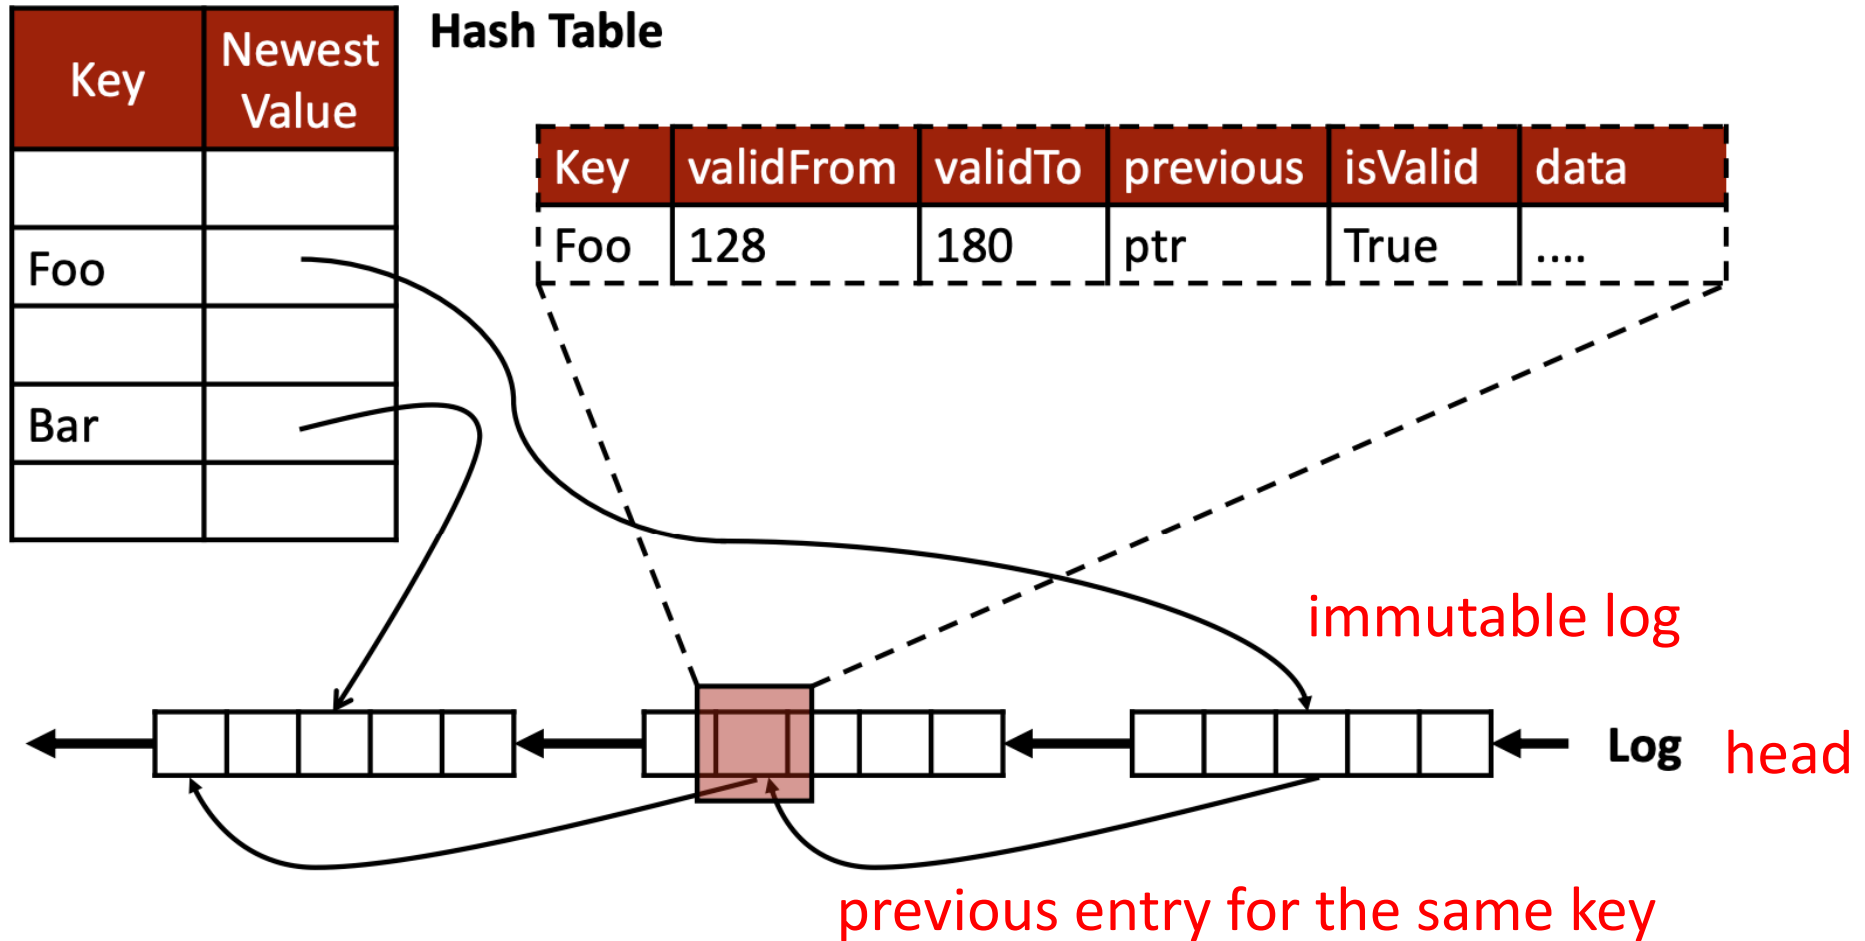 Hash Table
Key Newest Value
Foo
Bar
Key validFrom validTo previous isValid data
Foo 128 180 ptr True ....
immutable log
Log head
previous entry for the same key